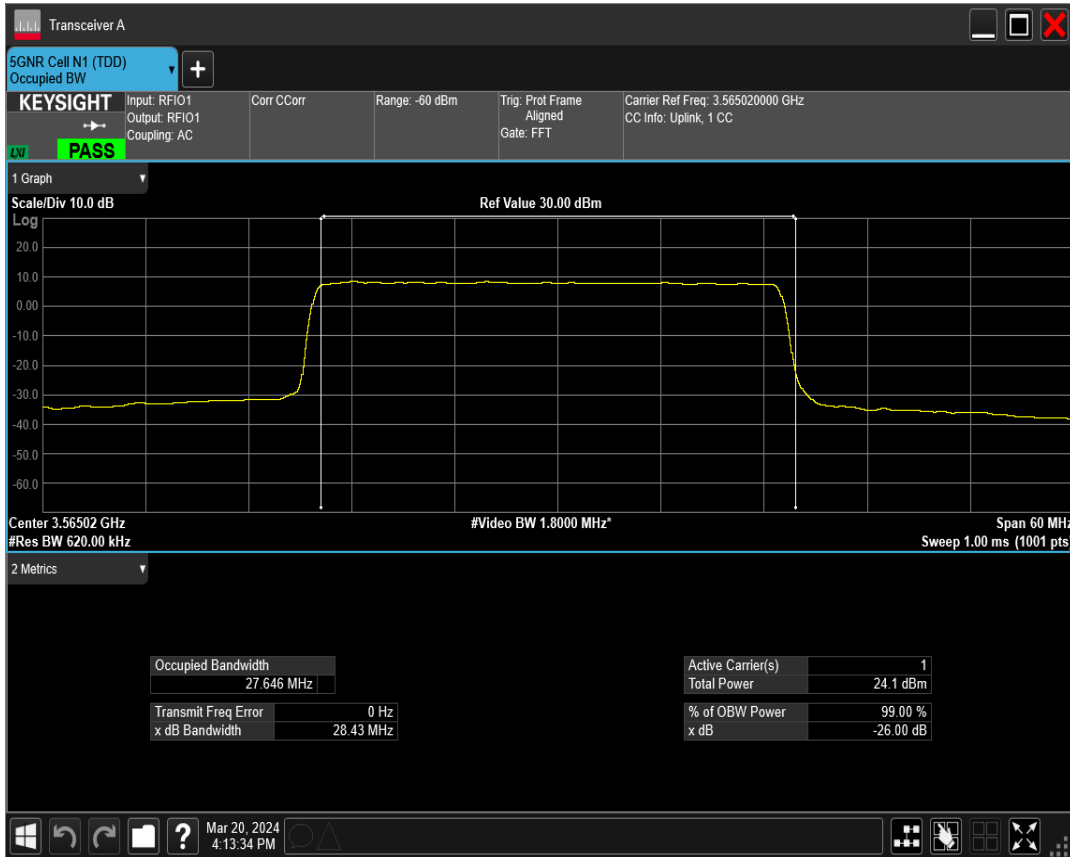 Transceiver A
5GNR Cell N1 (TDD)
Occupied BW
+
KEYSIGHT
LXI
PASS
Input: RFIO1
Output: RFIO1
Coupling: AC
Corr CCorr
Range: -60 dBm
Trig: Prot Frame
Aligned
Gate: FFT
Carrier Ref Freq: 3.565020000 GHz
CC Info: Uplink, 1 CC
1 Graph
Scale/Div 10.0 dB
Ref Value 30.00 dBm
Log
20.0
10.0
0.00
-10.0
-20.0
-30.0
-40.0
-50.0
-60.0
Center 3.56502 GHz
#Video BW 1.8000 MHz*
Span 60 MHz
#Res BW 620.00 kHz
Sweep 1.00 ms (1001 pts)
2 Metrics
Occupied Bandwidth
27.646 MHz
Transmit Freq Error 0 Hz
x dB Bandwidth 28.43 MHz
Active Carrier(s) 1
Total Power 24.1 dBm
% of OBW Power 99.00 %
x dB -26.00 dB
?
Mar 20, 2024
4:13:34 PM